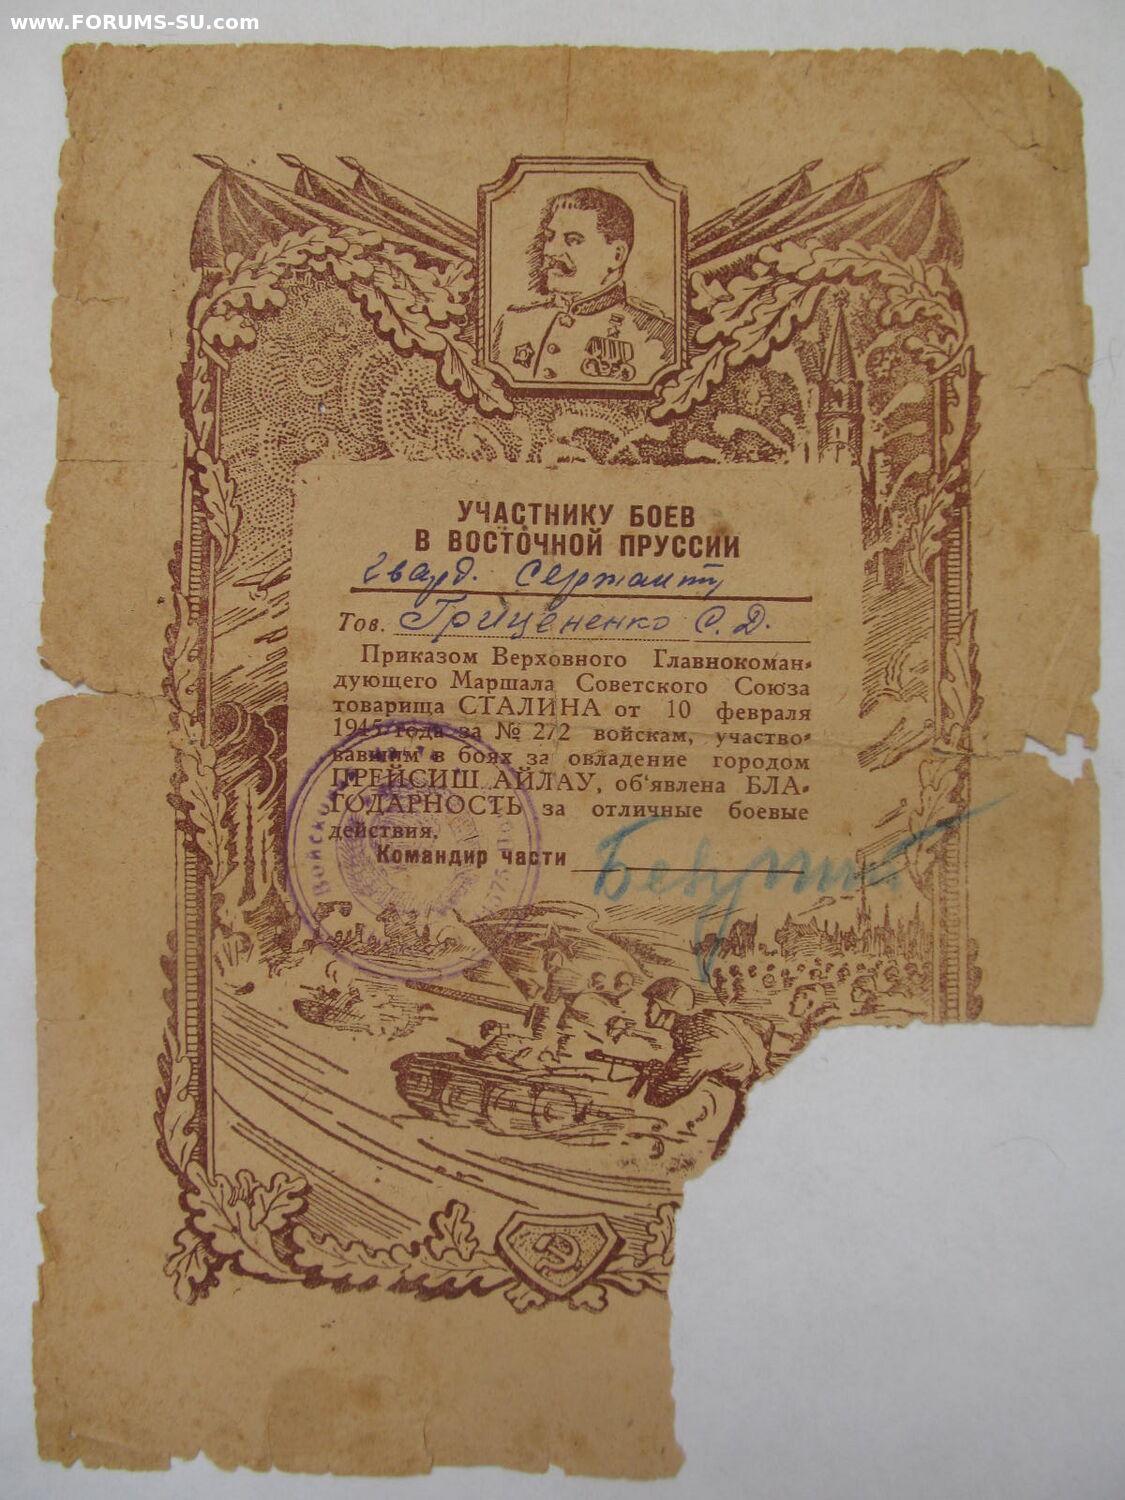 www.FORUMS-SU.com
УЧАСТНИКУ БОЕВ
В ВОСТОЧНОЙ ПРУССИИ
гвард. сержанту
Тов. Гриценко С. Д.
Приказом Верховного Главнокоман-
дующего Маршала Советского Союза
товарища СТАЛИНА от 10 февраля
1945 года за № 272 войскам, участво-
вавшим в боях за овладение городом
ПРЕЙСИШ АЙЛАУ, об'явлена БЛА-
ГОДАРНОСТЬ за отличные боевые
действия.
Командир части